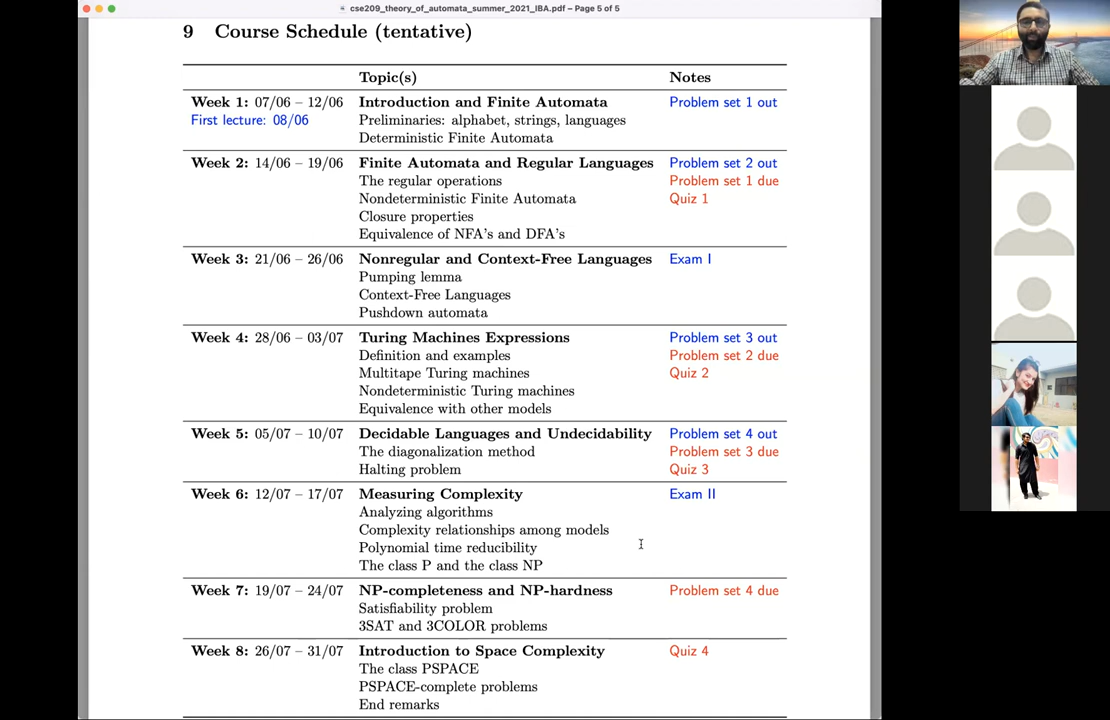 cse209_theory_of_automata_summer_2021_IBA.pdf – Page 5 of 5
9 Course Schedule (tentative)
Topic(s) Notes
Week 1: 07/06 – 12/06 Introduction and Finite Automata Problem set 1 out
First lecture: 08/06 Preliminaries: alphabet, strings, languages
Deterministic Finite Automata
Week 2: 14/06 – 19/06 Finite Automata and Regular Languages Problem set 2 out
The regular operations Problem set 1 due
Nondeterministic Finite Automata Quiz 1
Closure properties
Equivalence of NFA's and DFA's
Week 3: 21/06 – 26/06 Nonregular and Context-Free Languages Exam I
Pumping lemma
Context-Free Languages
Pushdown automata
Week 4: 28/06 – 03/07 Turing Machines Expressions Problem set 3 out
Definition and examples Problem set 2 due
Multitape Turing machines Quiz 2
Nondeterministic Turing machines
Equivalence with other models
Week 5: 05/07 – 10/07 Decidable Languages and Undecidability Problem set 4 out
The diagonalization method Problem set 3 due
Halting problem Quiz 3
Week 6: 12/07 – 17/07 Measuring Complexity Exam II
Analyzing algorithms
Complexity relationships among models
Polynomial time reducibility
The class P and the class NP
Week 7: 19/07 – 24/07 NP-completeness and NP-hardness Problem set 4 due
Satisfiability problem
3SAT and 3COLOR problems
Week 8: 26/07 – 31/07 Introduction to Space Complexity Quiz 4
The class PSPACE
PSPACE-complete problems
End remarks